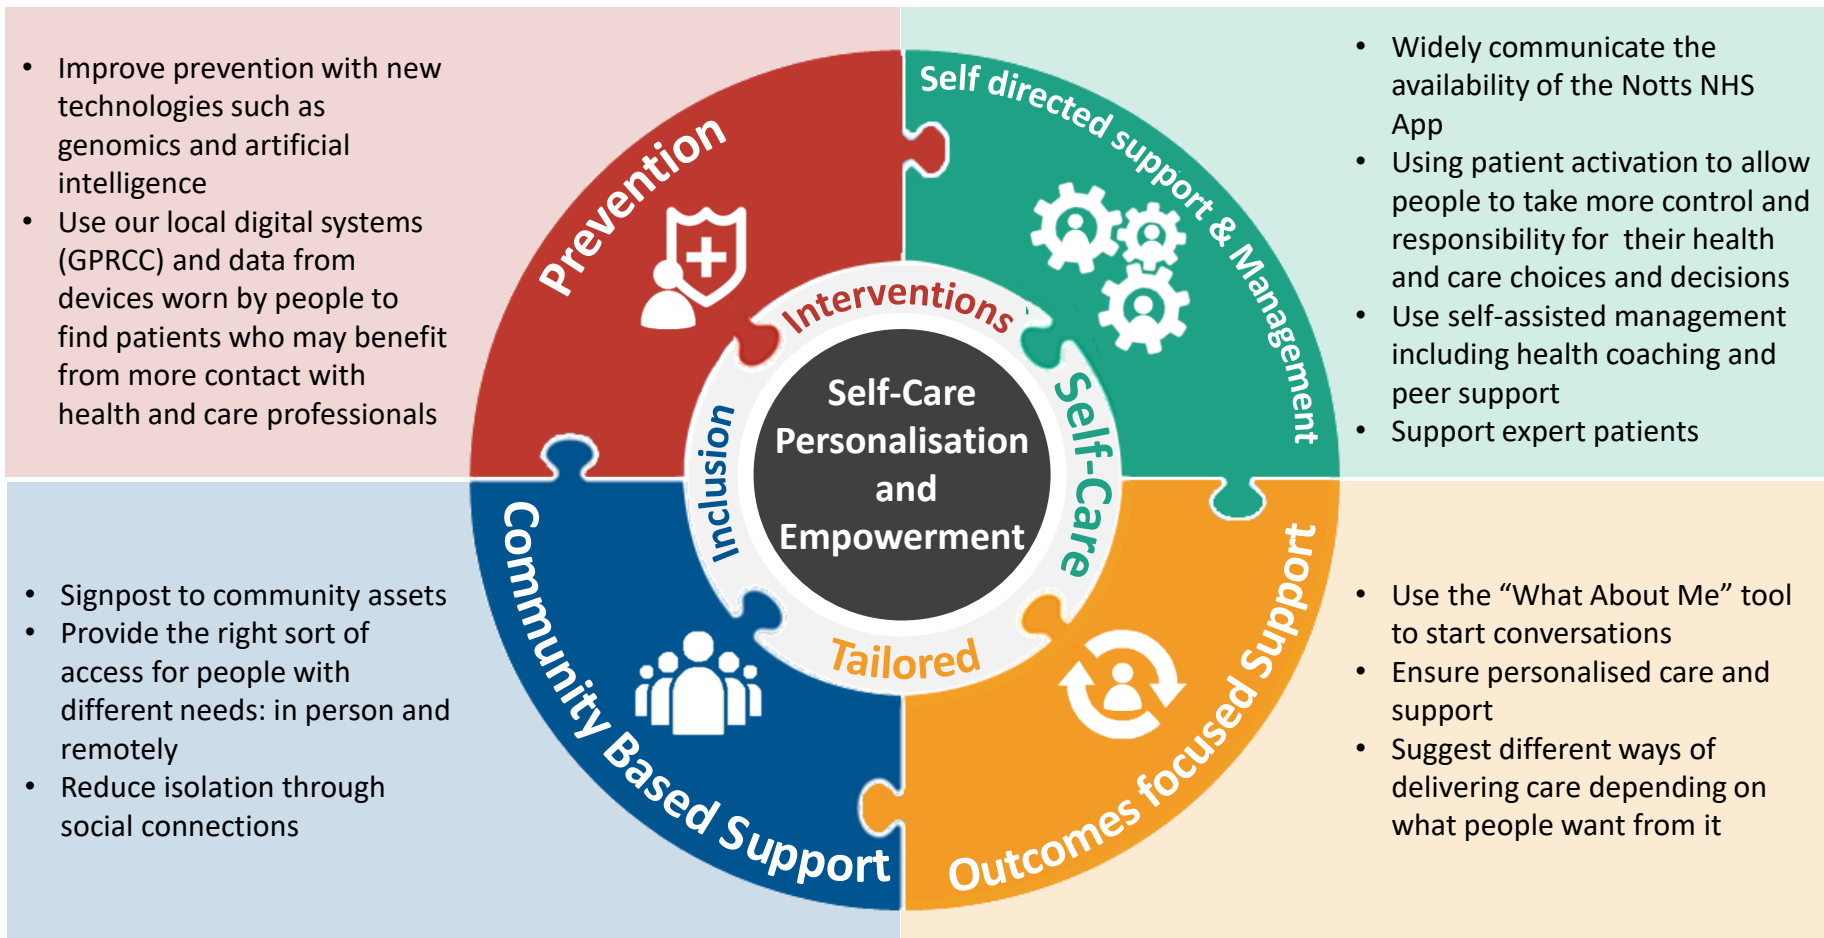 • Improve prevention with new
technologies such as
genomics and artificial
intelligence
• Use our local digital systems
(GPRCC) and data from
devices worn by people to
find patients who may benefit
from more contact with
health and care professionals
Prevention
Self directed support & Management
• Widely communicate the
availability of the Notts NHS
App
• Using patient activation to allow
people to take more control and
responsibility for their health
and care choices and decisions
• Use self-assisted management
including health coaching and
peer support
• Support expert patients
Interventions
Self-Care
Tailored
Inclusion
Self-Care
Personalisation
and
Empowerment
• Signpost to community assets
• Provide the right sort of
access for people with
different needs: in person and
remotely
• Reduce isolation through
social connections
Community Based Support
Outcomes focused Support
• Use the “What About Me” tool
to start conversations
• Ensure personalised care and
support
• Suggest different ways of
delivering care depending on
what people want from it